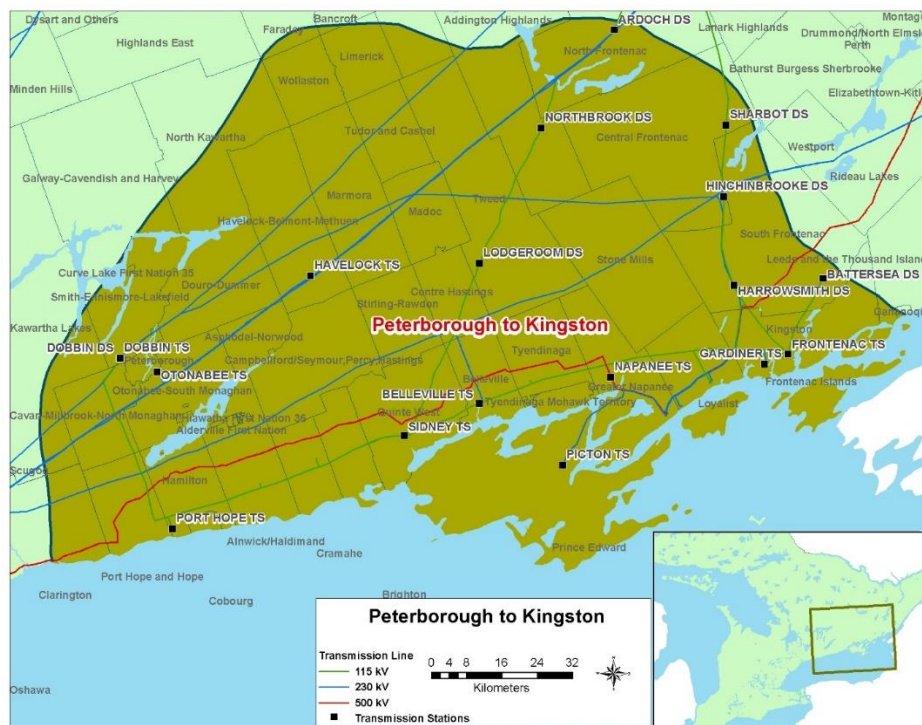 Dysart and Others
Bancroft
Faraday
Addington Highlands
ARDOCH DS
Lanark Highlands
Montagu
Drummond/North Elmsley
Perth
Highlands East
Limerick
North Frontenac
Bathurst Burgess Sherbrooke
Minden Hills
Wollaston
Elizabethtown-Kitley
NORTHBROOK DS
SHARBOT DS
North Kawartha
Tudor and Cashel
Central Frontenac
Westport
Galway-Cavendish and Harvey
Rideau Lakes
HINCHINBROOKE DS
Marmora
Tweed
Havelock-Belmont-Methuen
Madoc
South Frontenac
Curve Lake First Nation 35
HAVELOCK TS
LODGEROOM DS
Stone Mills
Leeds and the Thousand Island
BATTERSEA DS
Douro-Dummer
Smith-Ennismore-Lakefield
Centre Hastings
HARROWSMITH DS
Stirling-Rawdon
Gananoque
Kawartha Lakes
Peterborough to Kingston
Kingston
Asphodel-Norwood
DOBBIN DS
DOBBIN TS
Peterborough
Campbellford/Seymour,Percy,Hastings
Tyendinaga
FRONTENAC TS
GARDINER TS
OTONABEE TS
NAPANEE TS
Belleville
Greater Napanee
Frontenac Islands
Otonabee-South Monaghan
BELLEVILLE TS
Tyendinaga Mohawk Territory
Loyalist
Cavan-Millbrook-North Monaghan
Hiawatha First Nation 36
Quinte West
Alderville First Nation
SIDNEY TS
PICTON TS
Scugog
Hamilton
PORT HOPE TS
Alnwick/Haldimand
Cramahe
Prince Edward
Port Hope and Hope
Clarington
Cobourg
Brighton
Oshawa
Peterborough to Kingston
Transmission Line
115 kV
230 kV
500 kV
Transmission Stations
0 4 8 16 24 32
Kilometers